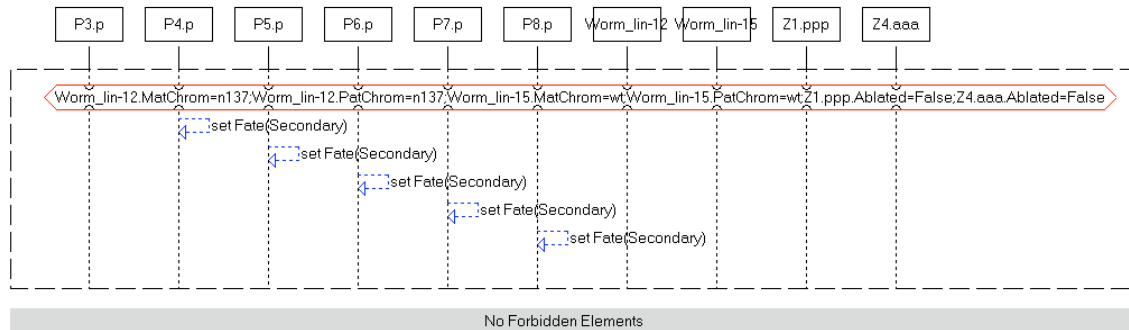 P3.p P4.p P5.p P6.p P7.p P8.p Worm_lin-12 Worm_lin-15 Z1.ppp Z4.aaa
Worm_lin-12.MatChrom=n137;Worm_lin-12.PatChrom=n137;Worm_lin-15.MatChrom=wt;Worm_lin-15.PatChrom=wt;Z1.ppp.Ablated=False;Z4.aaa.Ablated=False
set Fate(Secondary)
set Fate(Secondary)
set Fate(Secondary)
set Fate(Secondary)
set Fate(Secondary)
No Forbidden Elements